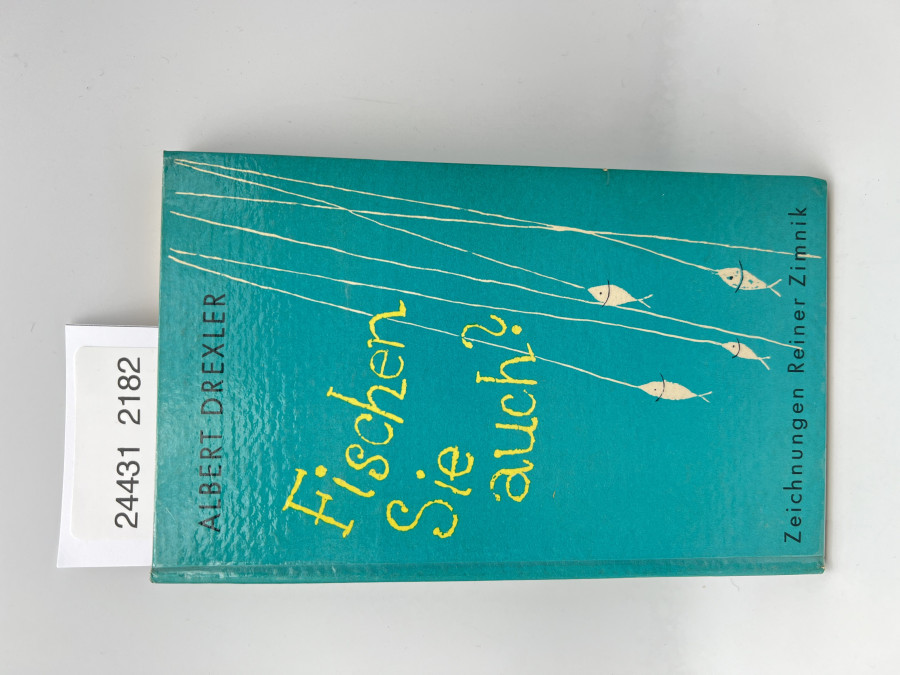 24431 2182
ALBERT DREXLER
Fischen
Sie
auch?
Zeichnungen Reiner Zimnik